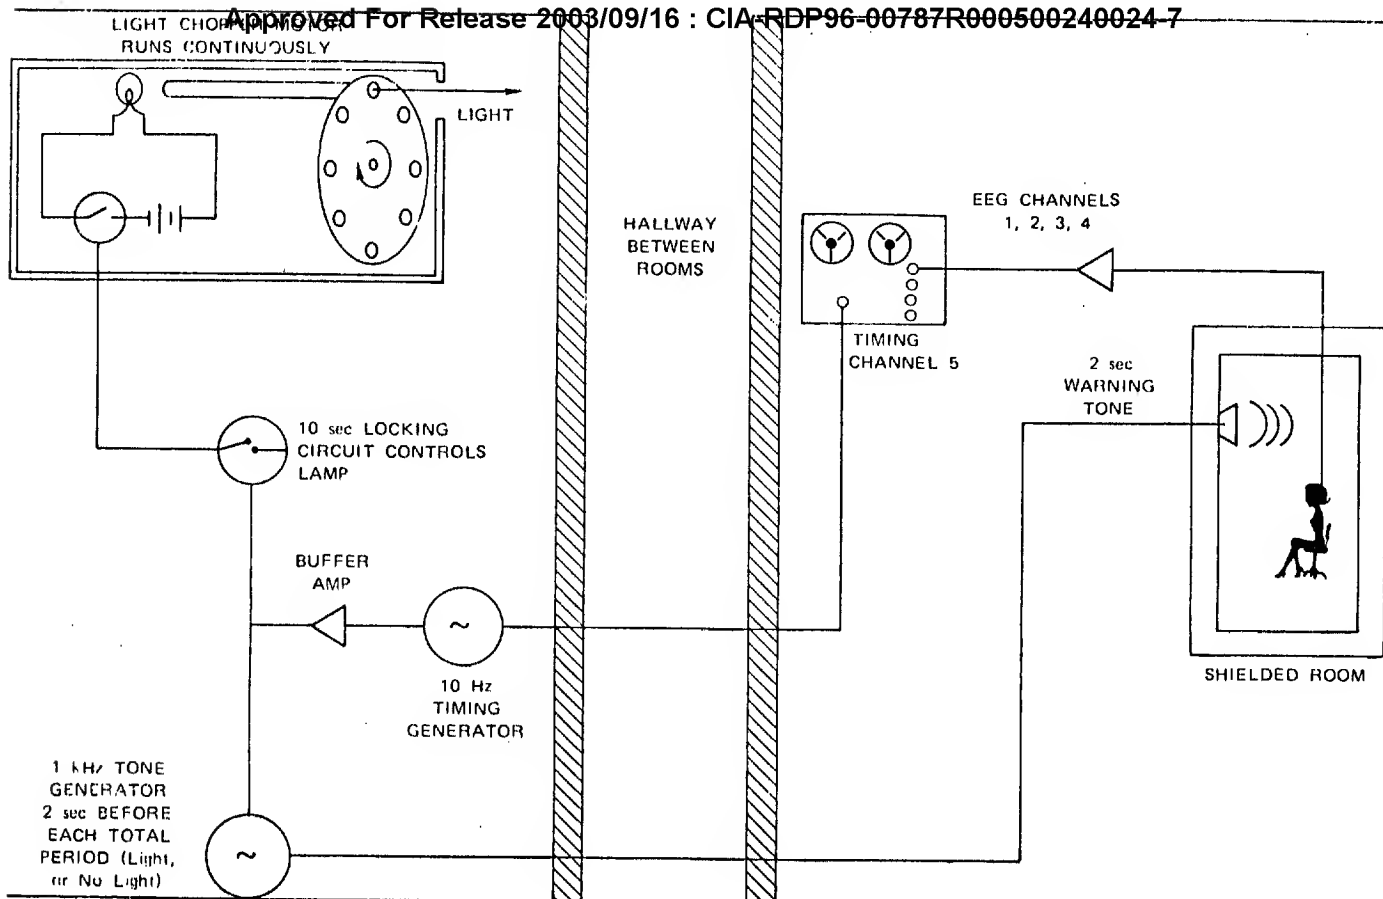 Approved For Release 2003/09/16 : CIA-RDP96-00787R000500240024-7
LIGHT CHOPPER MOTOR
RUNS CONTINUOUSLY
LIGHT
HALLWAY
BETWEEN
ROOMS
EEG CHANNELS
1, 2, 3, 4
TIMING
CHANNEL 5
2 sec
WARNING
TONE
10 sec LOCKING
CIRCUIT CONTROLS
LAMP
BUFFER
AMP
~
10 Hz
TIMING
GENERATOR
SHIELDED ROOM
1 kHz TONE
GENERATOR
2 sec BEFORE
EACH TOTAL
PERIOD (Light,
or No Light)
~